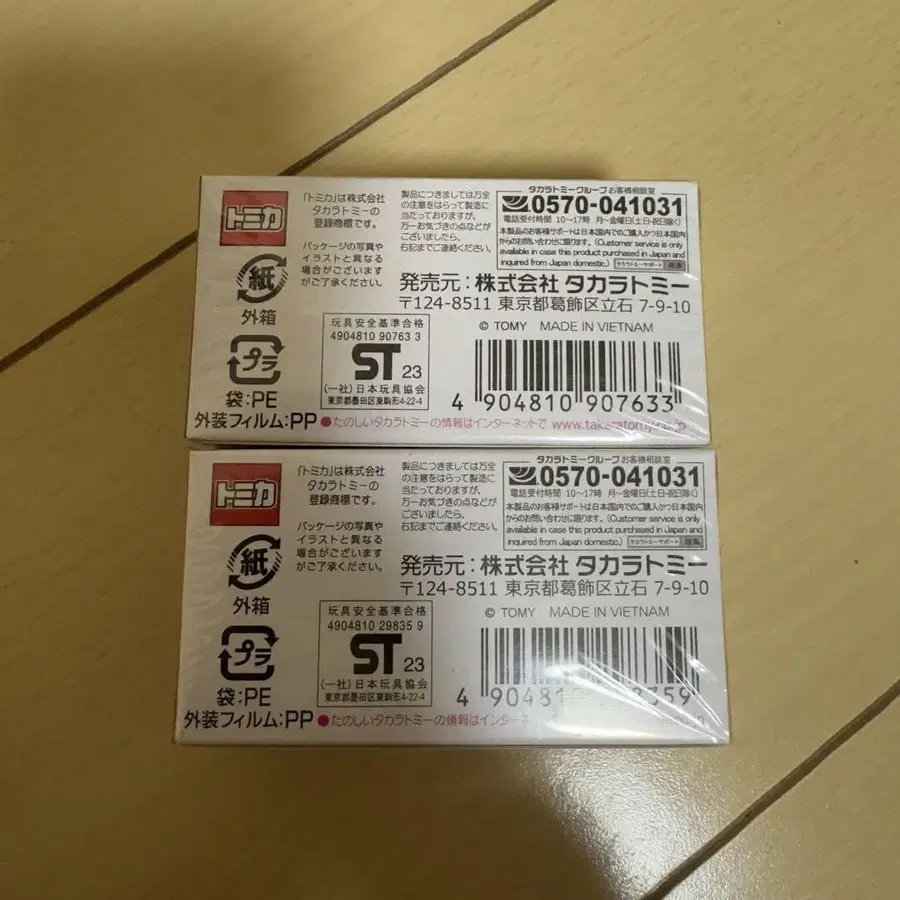 トミカ
「トミカ」は株式会社
タカラトミーの
登録商標です。
パッケージの写真や
イラストと異なる
場合がございます
がご了承ください。
製品につきましては万全
の注意をはらって製造に
当たっておりますが、
万一お気づきの点などが
ございましたら、
右記までご連絡ください。
タカラトミーグループ お客様相談室
0570-041031
電話受付時間 10〜17時 月〜金曜日(土日・祝日除く)
本製品のお客様サポートは日本国内でのご購入かつ日本国内
からのお問い合わせに限ります。(Customer service is only
available in case this product purchased in Japan and
inquired from Japan domestic.) タカラトミーサポート 検索
紙
外箱
プラ
袋:PE
外装フィルム:PP
発売元:株式会社 タカラトミー
〒124-8511 東京都葛飾区立石 7-9-10
玩具安全基準合格
4904810 90763 3
ST 23
(一社)日本玩具協会
東京都墨田区東駒形4-22-4
© TOMY MADE IN VIETNAM
4 904810 907633
●たのしいタカラトミーの情報はインターネットで www.takaratomy.co.jp
トミカ
「トミカ」は株式会社
タカラトミーの
登録商標です。
パッケージの写真や
イラストと異なる
場合がございます
がご了承ください。
製品につきましては万全
の注意をはらって製造に
当たっておりますが、
万一お気づきの点などが
ございましたら、
右記までご連絡ください。
タカラトミーグループ お客様相談室
0570-041031
電話受付時間 10〜17時 月〜金曜日(土日・祝日除く)
本製品のお客様サポートは日本国内でのご購入かつ日本国内
からのお問い合わせに限ります。(Customer service is only
available in case this product purchased in Japan and
inquired from Japan domestic.) タカラトミーサポート 検索
紙
外箱
プラ
袋:PE
外装フィルム:PP
発売元:株式会社 タカラトミー
〒124-8511 東京都葛飾区立石 7-9-10
玩具安全基準合格
4904810 29835 9
ST 23
(一社)日本玩具協会
東京都墨田区東駒形4-22-4
© TOMY MADE IN VIETNAM
4 90481 8359
●たのしいタカラトミーの情報はインターネ